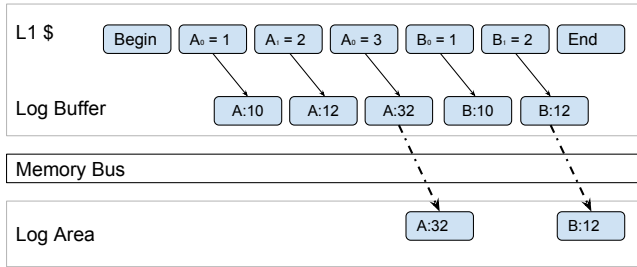 L1 $ Begin A₀ = 1 A₁ = 2 A₀ = 3 B₀ = 1 B₁ = 2 End
Log Buffer A:10 A:12 A:32 B:10 B:12
Memory Bus
Log Area A:32 B:12